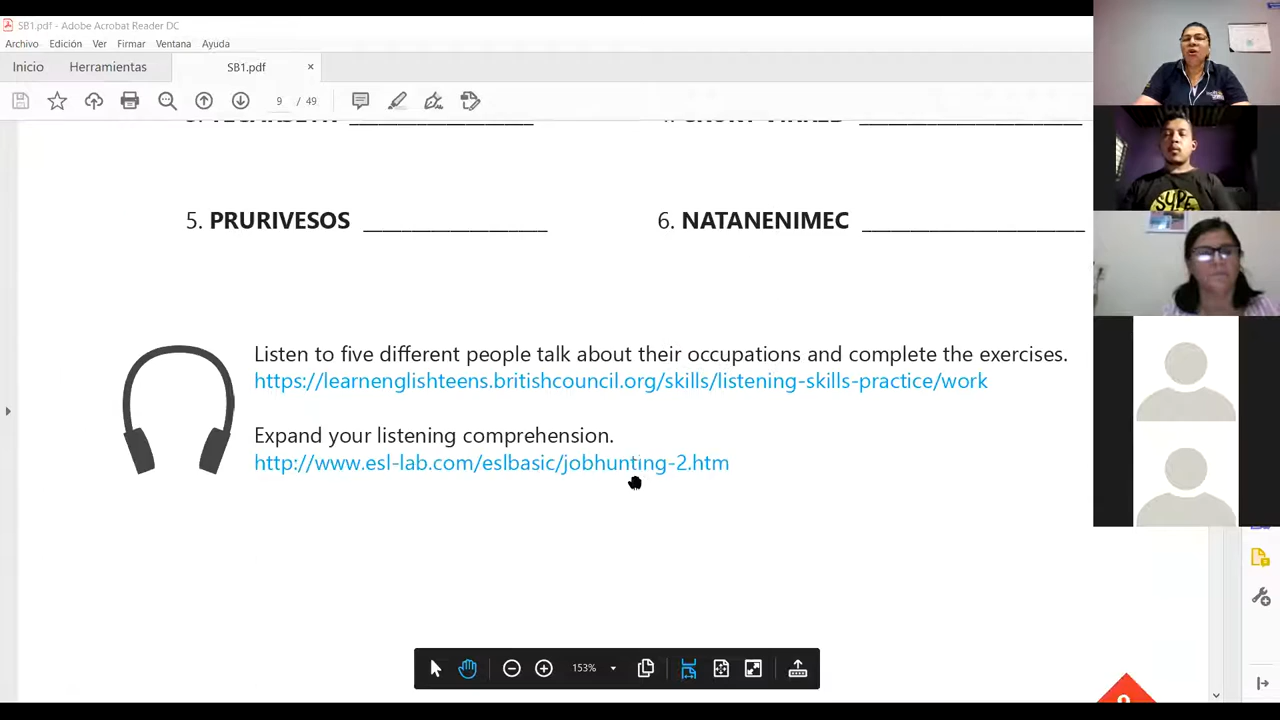 SB1.pdf - Adobe Acrobat Reader DC
Archivo Edición Ver Firmar Ventana Ayuda
Inicio Herramientas SB1.pdf ×
9 / 49
5. PRURIVESOS ___________________ 6. NATANENIMEC _______________________
Listen to five different people talk about their occupations and complete the exercises.
https://learnenglishteens.britishcouncil.org/skills/listening-skills-practice/work
Expand your listening comprehension.
http://www.esl-lab.com/eslbasic/jobhunting-2.htm
153%